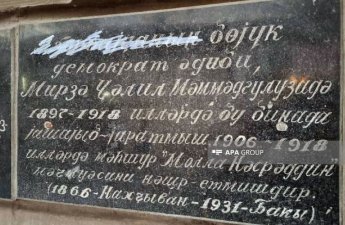 бөјүк
демократ әдиби,
Мирзә Ҹәлил Мәммәдгулузадә
1897-1918 илләрдә бу бинада
јашајыб-јаратмыш 1906 - 1918
илләрдә мәшһур "Молла Нәсрәддин"
мәҹмуәсини нәшр етмишдир.
(1866-Нахчыван-1931-Бакы)
APA GROUP